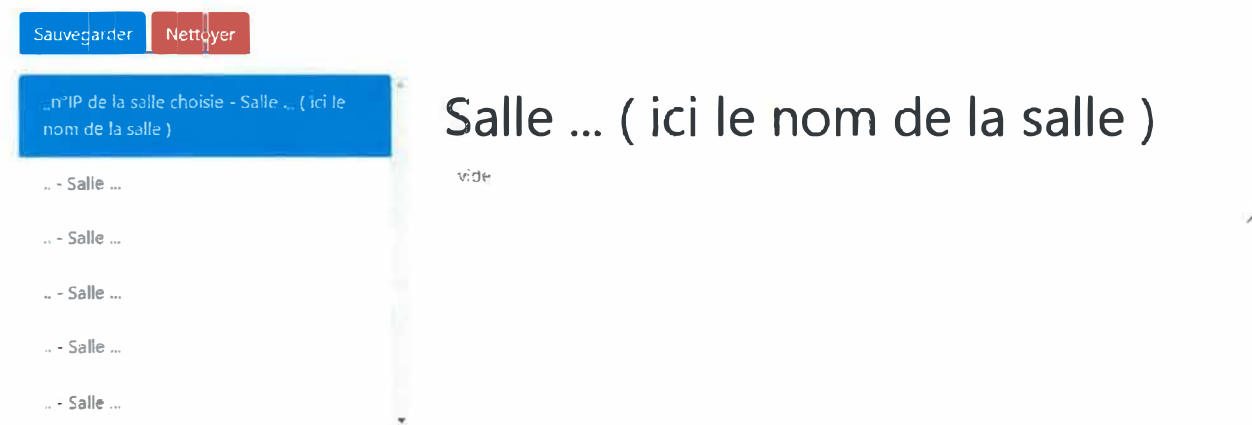 Sauvegarder Nettoyer
..n°IP de la salle choisie - Salle ... ( ici le
nom de la salle )
Salle ... ( ici le nom de la salle )
vide
.. - Salle ...
.. - Salle ...
.. - Salle ...
.. - Salle ...
.. - Salle ...